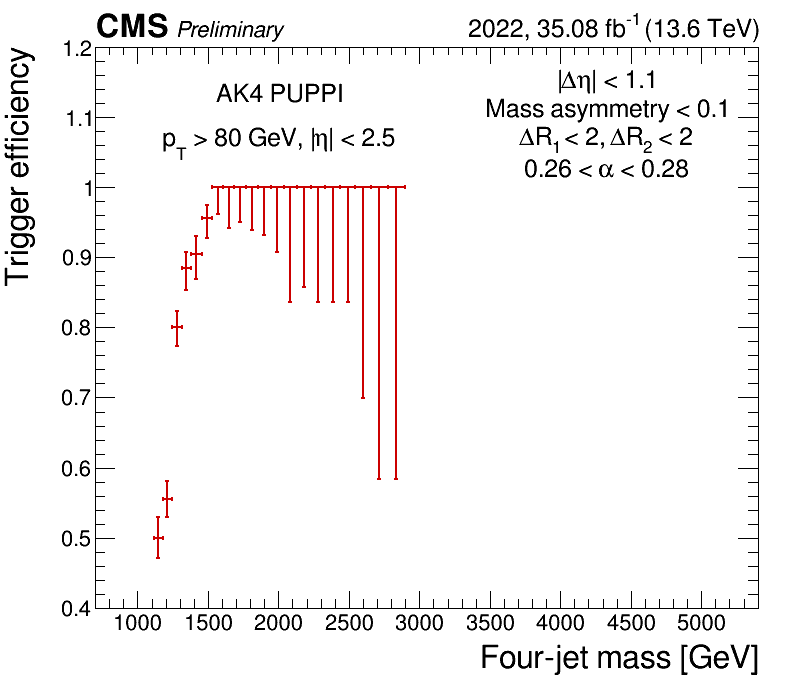 CMS Preliminary 2022, 35.08 fb⁻¹ (13.6 TeV)
AK4 PUPPI
p_T > 80 GeV, |η| < 2.5
|Δη| < 1.1
Mass asymmetry < 0.1
ΔR₁ < 2, ΔR₂ < 2
0.26 < α < 0.28
Trigger efficiency
1.2
1.1
1
0.9
0.8
0.7
0.6
0.5
0.4
1000 1500 2000 2500 3000 3500 4000 4500 5000
Four-jet mass [GeV]